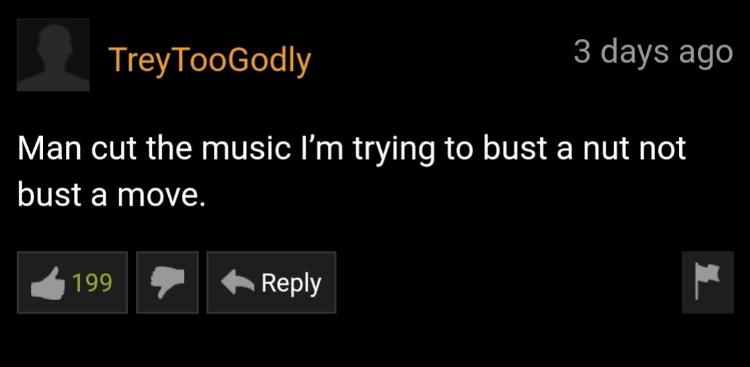 TreyTooGodly 3 days ago
Man cut the music I’m trying to bust a nut not
bust a move.
199 Reply